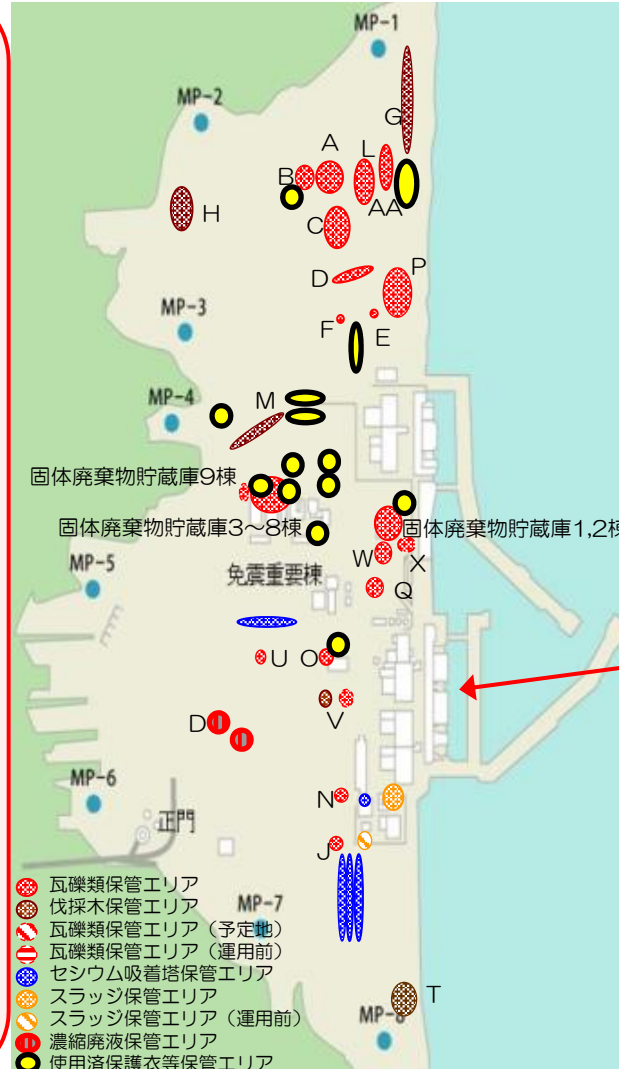 MP-1
MP-2
G
A
L
B
AA
H
C
D
P
MP-3
F
E
MP-4
M
固体廃棄物貯蔵庫9棟
固体廃棄物貯蔵庫3〜8棟
固体廃棄物貯蔵庫1,2棟
W
X
MP-5
免震重要棟
Q
U
O
V
D
N
MP-6
正門
J
瓦礫類保管エリア
伐採木保管エリア
MP-7
瓦礫類保管エリア（予定地）
瓦礫類保管エリア（運用前）
セシウム吸着塔保管エリア
スラッジ保管エリア
T
スラッジ保管エリア（運用前）
MP-8
濃縮廃液保管エリア
使用済保護衣等保管エリア